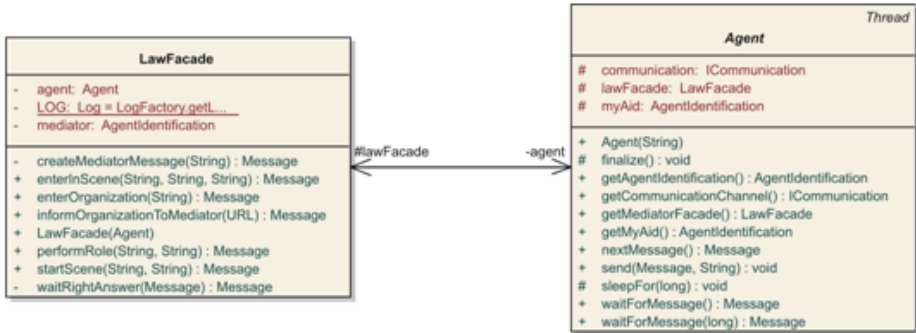 LawFacade
- agent: Agent
- LOG: Log = LogFactory.getL...
- mediator: AgentIdentification
- createMediatorMessage(String) : Message
+ enterInScene(String, String, String) : Message
+ enterOrganization(String) : Message
+ informOrganizationToMediator(URL) : Message
+ LawFacade(Agent)
+ performRole(String, String) : Message
+ startScene(String, String) : Message
- waitRightAnswer(Message) : Message
#lawFacade
-agent
Thread
Agent
# communication: ICommunication
# lawFacade: LawFacade
# myAid: AgentIdentification
+ Agent(String)
# finalize() : void
+ getAgentIdentification() : AgentIdentification
+ getCommunicationChannel() : ICommunication
+ getMediatorFacade() : LawFacade
+ getMyAid() : AgentIdentification
+ nextMessage() : Message
+ send(Message, String) : void
# sleepFor(long) : void
+ waitForMessage() : Message
+ waitForMessage(long) : Message